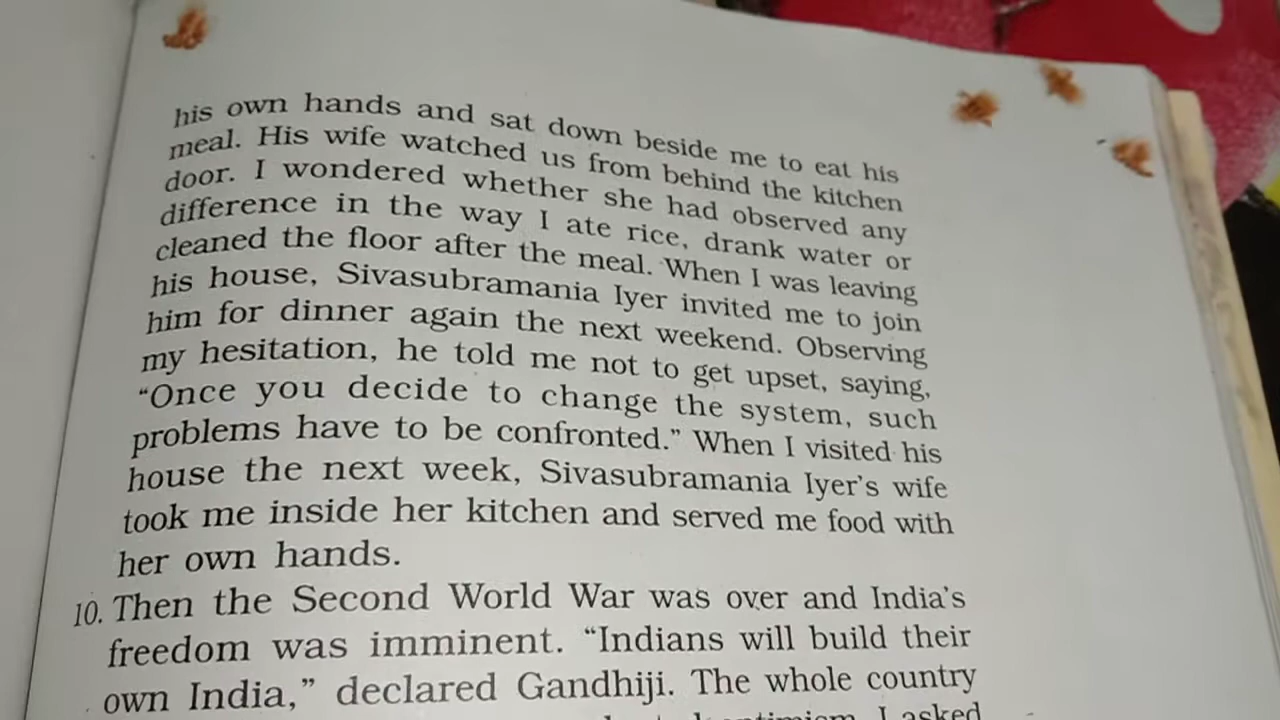 his own hands and sat down beside me to eat his
meal. His wife watched us from behind the kitchen
door. I wondered whether she had observed any
difference in the way I ate rice, drank water or
cleaned the floor after the meal. When I was leaving
his house, Sivasubramania Iyer invited me to join
him for dinner again the next weekend. Observing
my hesitation, he told me not to get upset, saying,
“Once you decide to change the system, such
problems have to be confronted.” When I visited his
house the next week, Sivasubramania Iyer's wife
took me inside her kitchen and served me food with
her own hands.
10. Then the Second World War was over and India's
freedom was imminent. “Indians will build their
own India,” declared Gandhiji. The whole country
optimism. I asked